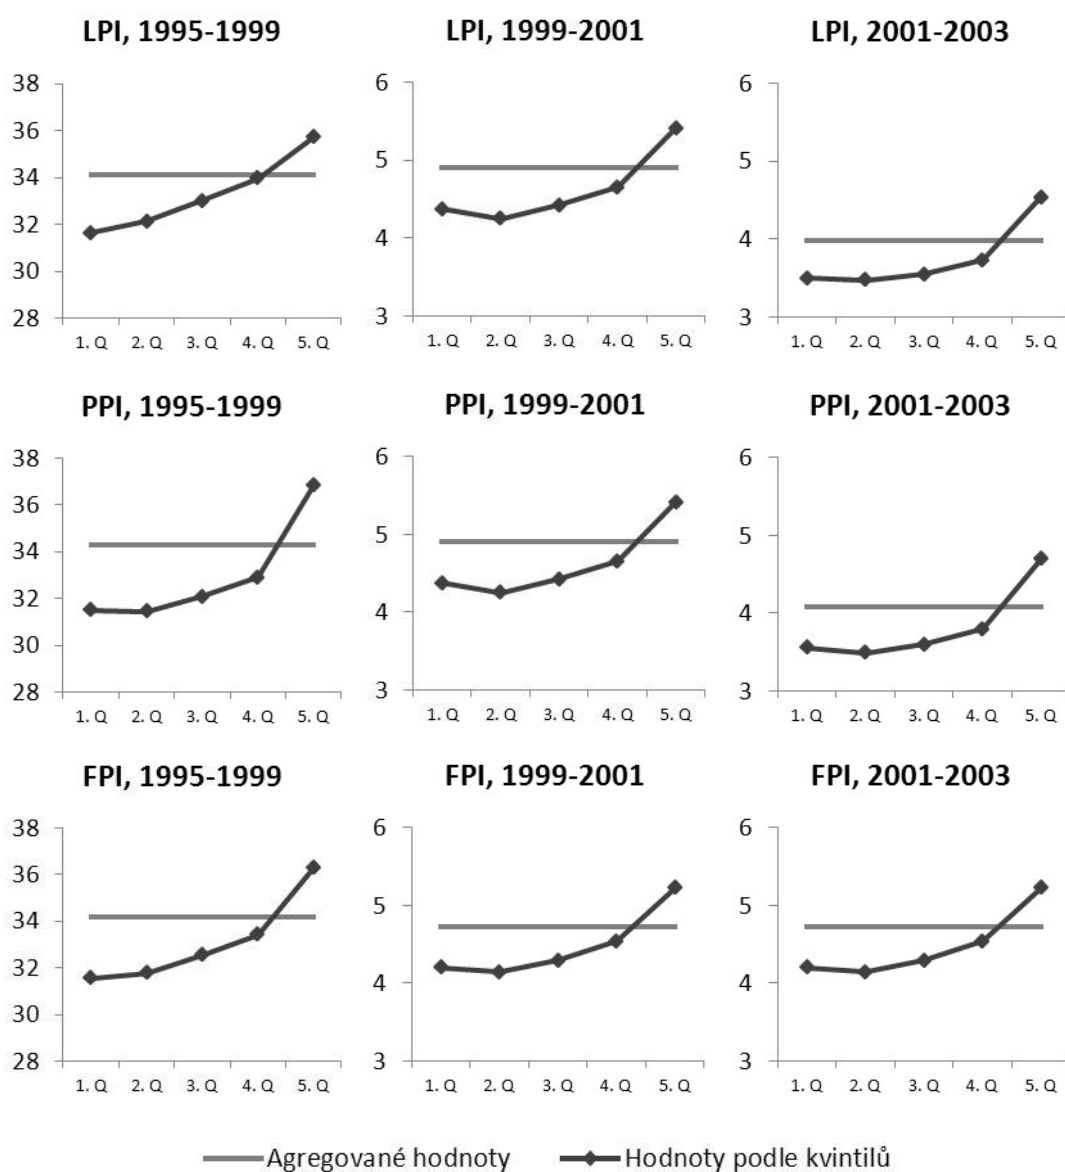 LPI, 1995-1999
38
36
34
32
30
28
1. Q 2. Q 3. Q 4. Q 5. Q
LPI, 1999-2001
6
5
4
3
1. Q 2. Q 3. Q 4. Q 5. Q
LPI, 2001-2003
6
5
4
3
1. Q 2. Q 3. Q 4. Q 5. Q
PPI, 1995-1999
38
36
34
32
30
28
1. Q 2. Q 3. Q 4. Q 5. Q
PPI, 1999-2001
6
5
4
3
1. Q 2. Q 3. Q 4. Q 5. Q
PPI, 2001-2003
6
5
4
3
1. Q 2. Q 3. Q 4. Q 5. Q
FPI, 1995-1999
38
36
34
32
30
28
1. Q 2. Q 3. Q 4. Q 5. Q
FPI, 1999-2001
6
5
4
3
1. Q 2. Q 3. Q 4. Q 5. Q
FPI, 2001-2003
6
5
4
3
1. Q 2. Q 3. Q 4. Q 5. Q
Agregované hodnoty Hodnoty podle kvintilů